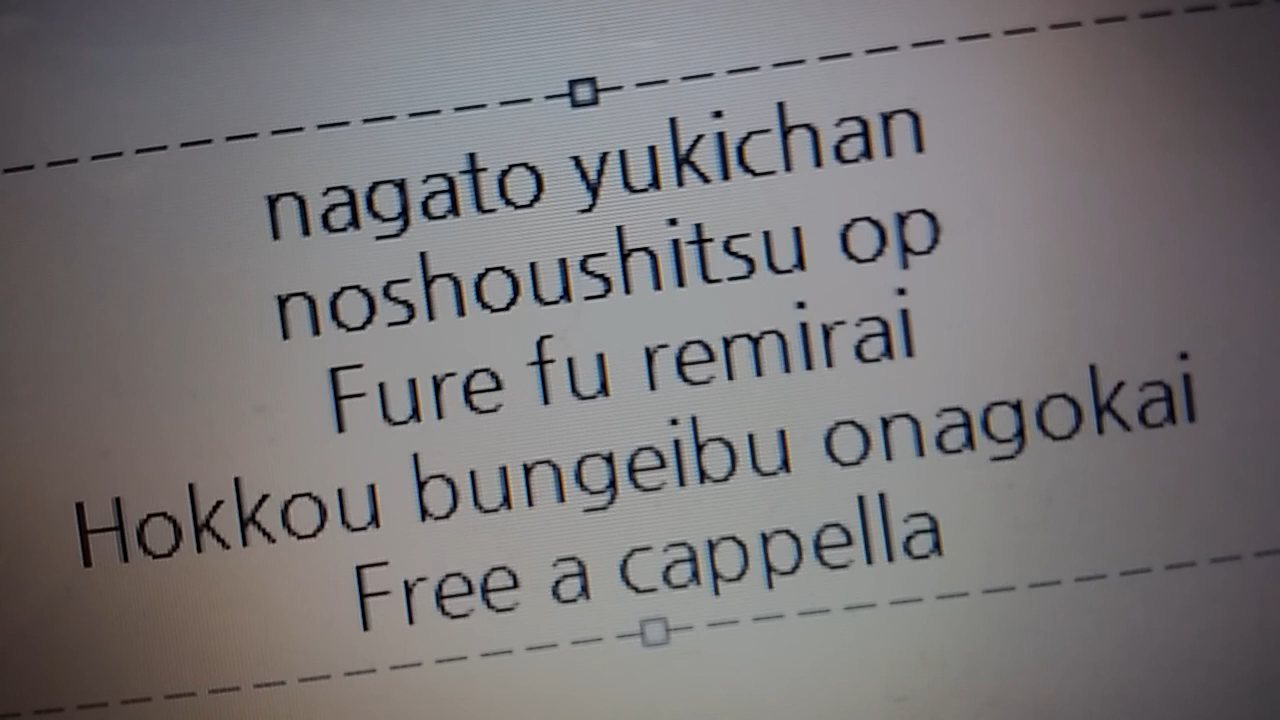 nagato yukichan
noshoushitsu op
Fure fu remirai
Hokkou bungeibu onagokai
Free a cappella